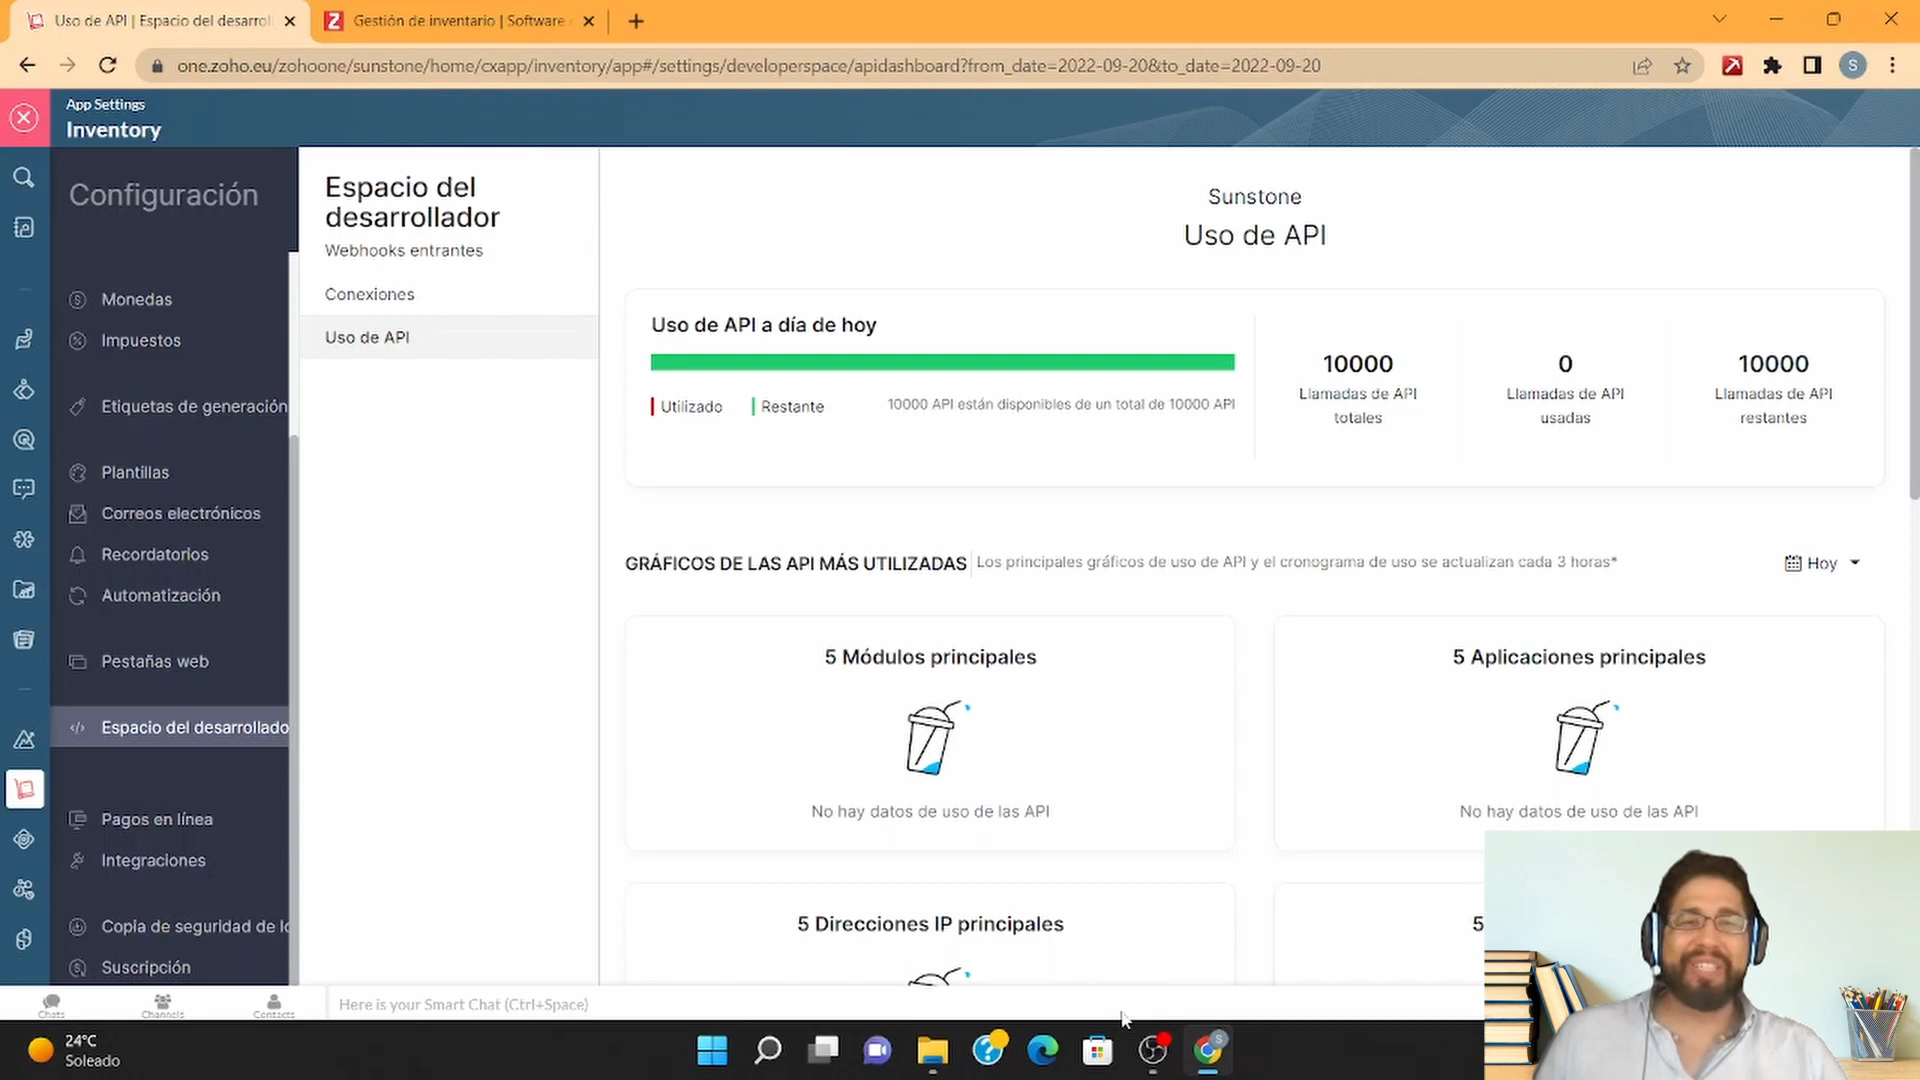 Uso de API | Espacio del desarroll
Gestión de inventario | Software
one.zoho.eu/zohoone/sunstone/home/cxapp/inventory/app#/settings/developerspace/apidashboard?from_date=2022-09-20&to_date=2022-09-20
S
App Settings
Inventory
Configuración
Monedas
Impuestos
Etiquetas de generación
Plantillas
Correos electrónicos
Recordatorios
Automatización
Pestañas web
Espacio del desarrollado
Pagos en línea
Integraciones
Copia de seguridad de lo
Suscripción
Espacio del
desarrollador
Webhooks entrantes
Conexiones
Uso de API
Sunstone
Uso de API
Uso de API a día de hoy
Utilizado
Restante
10000 API están disponibles de un total de 10000 API
10000
Llamadas de API
totales
0
Llamadas de API
usadas
10000
Llamadas de API
restantes
GRÁFICOS DE LAS API MÁS UTILIZADAS
Los principales gráficos de uso de API y el cronograma de uso se actualizan cada 3 horas*
Hoy
5 Módulos principales
No hay datos de uso de las API
5 Aplicaciones principales
No hay datos de uso de las API
5 Direcciones IP principales
5
Chats
Channels
Contacts
Here is your Smart Chat (Ctrl+Space)
24°C
Soleado